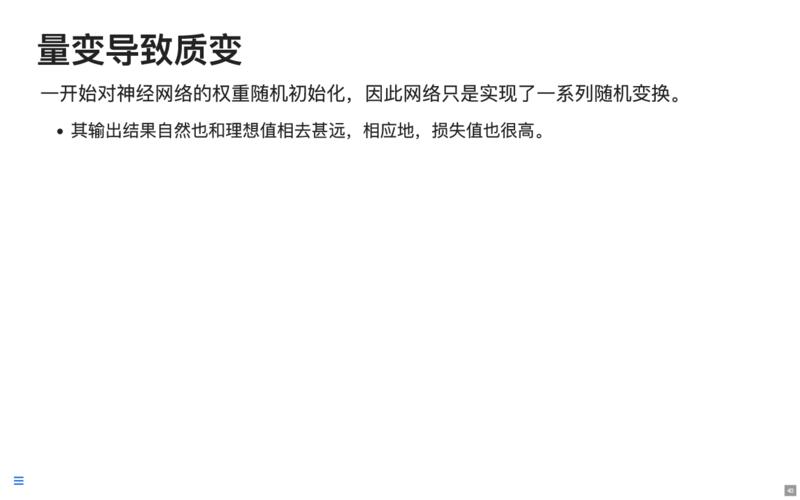 量变导致质变
一开始对神经网络的权重随机初始化，因此网络只是实现了一系列随机变换。
• 其输出结果自然也和理想值相去甚远，相应地，损失值也很高。
40